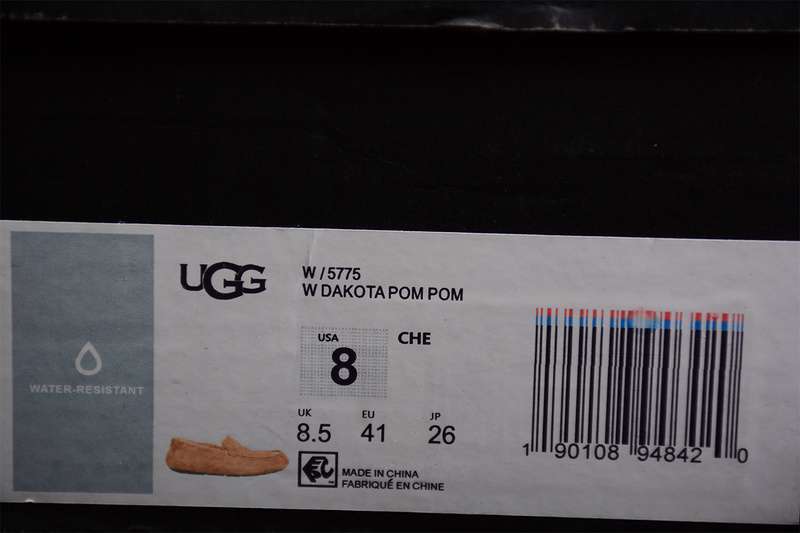 WATER-RESISTANT
UGG
W / 5775
W DAKOTA POM POM
USA
8
CHE
UK EU JP
8.5 41 26
MADE IN CHINA
FABRIQUÉ EN CHINE
1 90108 94842 0